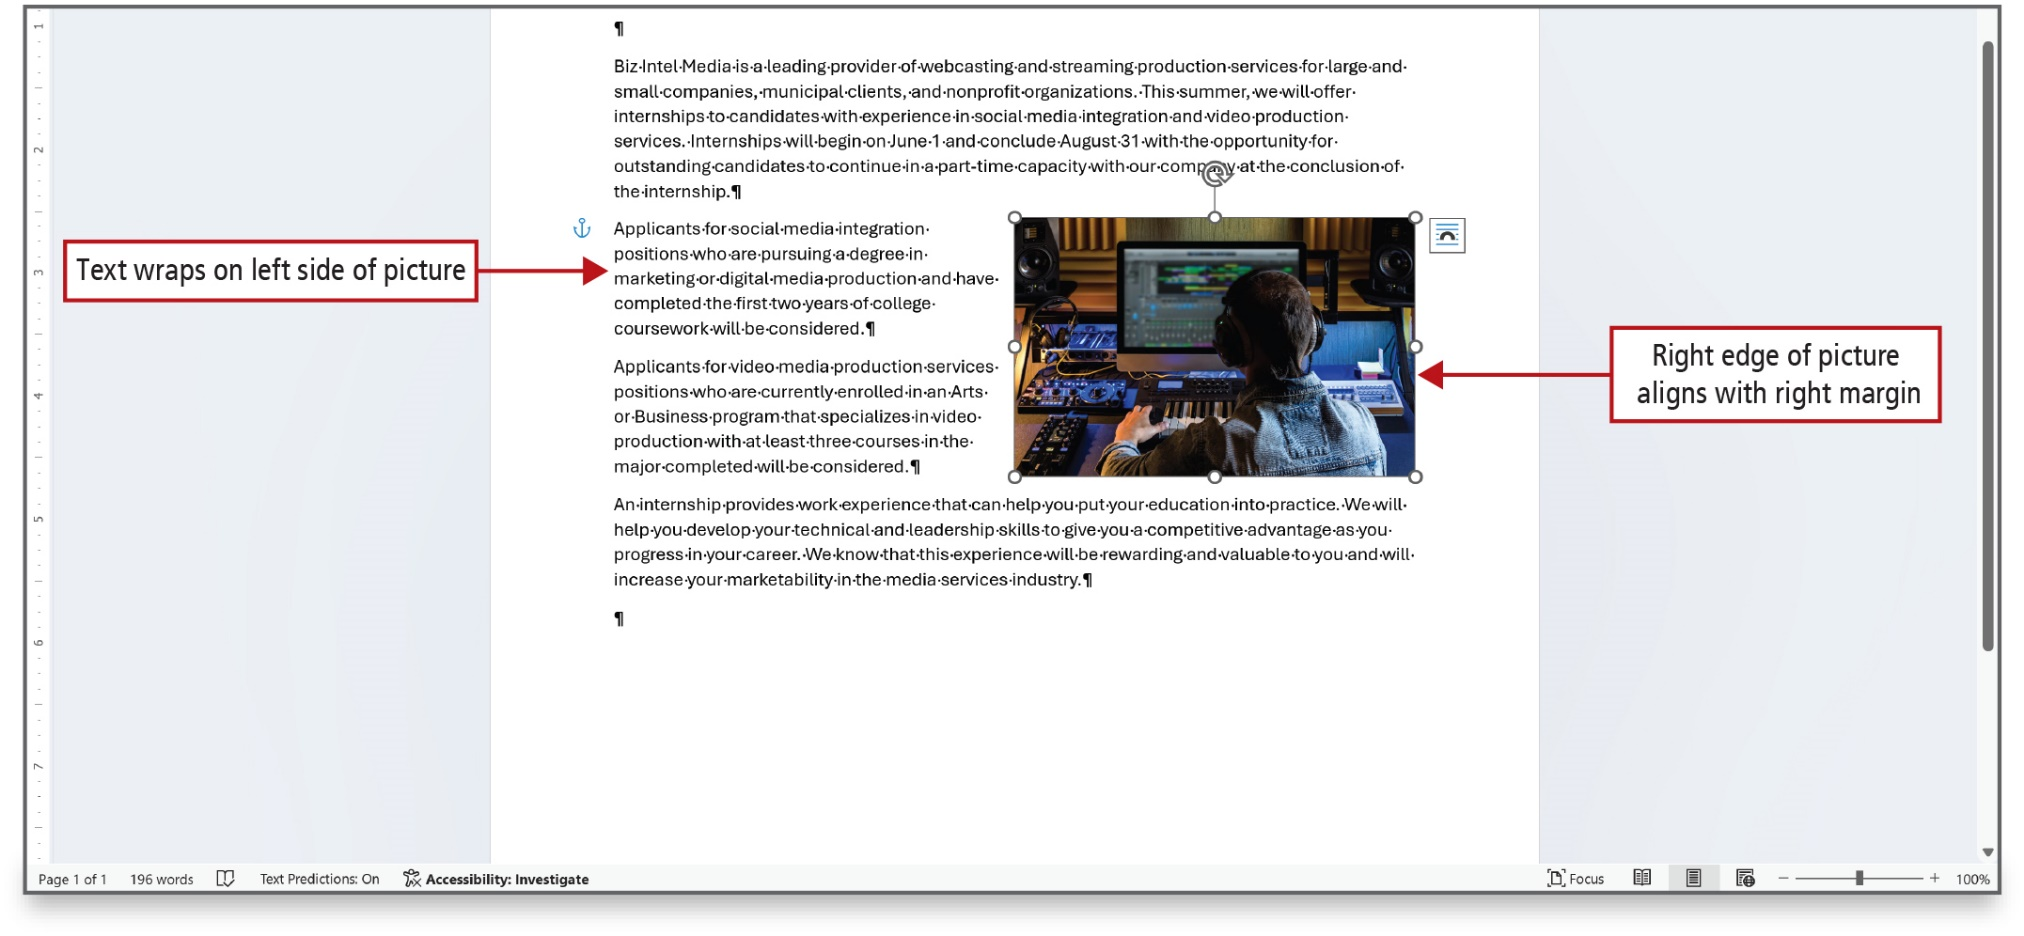 ¶
Biz·Intel·Media·is·a·leading·provider·of·webcasting·and·streaming·production·services·for·large·and·
small·companies,·municipal·clients,·and·nonprofit·organizations.·This·summer,·we·will·offer·
internships·to·candidates·with·experience·in·social·media·integration·and·video·production·
services.·Internships·will·begin·on·June·1·and·conclude·August·31·with·the·opportunity·for·
outstanding·candidates·to·continue·in·a·part-time·capacity·with·our·company·at·the·conclusion·of·
the·internship.¶
Applicants·for·social·media·integration·
positions·who·are·pursuing·a·degree·in·
marketing·or·digital·media·production·and·have·
completed·the·first·two·years·of·college·
coursework·will·be·considered.¶
Text wraps on left side of picture
Applicants·for·video·media·production·services·
positions·who·are·currently·enrolled·in·an·Arts·
or·Business·program·that·specializes·in·video·
production·with·at·least·three·courses·in·the·
major·completed·will·be·considered.¶
Right edge of picture
aligns with right margin
An·internship·provides·work·experience·that·can·help·you·put·your·education·into·practice.·We·will·
help·you·develop·your·technical·and·leadership·skills·to·give·you·a·competitive·advantage·as·you·
progress·in·your·career.·We·know·that·this·experience·will·be·rewarding·and·valuable·to·you·and·will·
increase·your·marketability·in·the·media·services·industry.¶
¶
1
2
3
4
5
6
7
Page 1 of 1 196 words Text Predictions: On Accessibility: Investigate Focus 100%